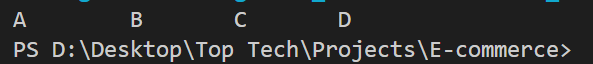 A        B       C       D
PS D:\Desktop\Top Tech\Projects\E-commerce>